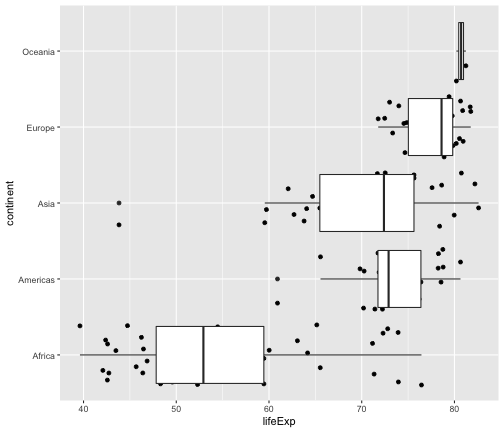 Oceania
Europe
Asia
Americas
Africa
continent
40 50 60 70 80
lifeExp